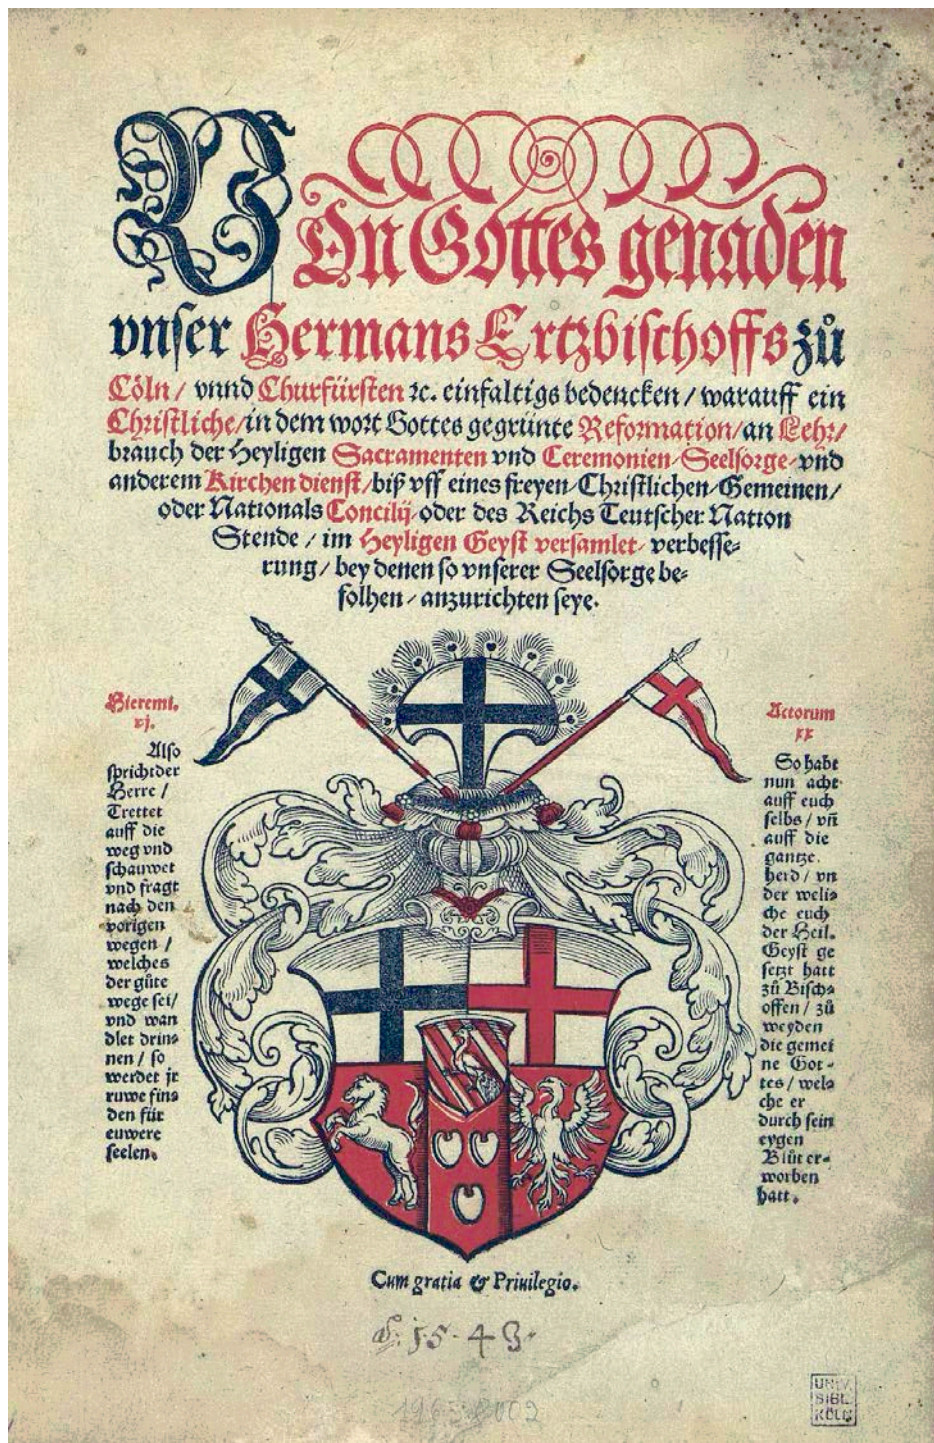 VOn Gottes genaden
vnser Hermans Ertzbischoffs zů
Cöln / vnnd Churfürsten ꝛc. einfaltigs bedencken / warauff ein
Christliche / in dem wort Gottes gegrünte Reformation / an Lehr /
brauch der Heyligen Sacramenten vnd Ceremonien / Seelsorge / vnd
anderem Kirchen dienst / biß vff eines freyen / Christlichen / Gemeinen /
oder Nationals Concilij / oder des Reichs Teutscher Nation
Stende / im Heyligen Geyst versamlet / verbesse-
rung / bey denen so vnserer Seelsorge be-
folhen / anzurichten seye.
Hieremi.
vj.
Also
spricht der
Herre /
Trettet
auff die
weg vnd
schauwet
vnd fragt
nach den
vorigen
wegen /
welches
der gůte
wege sei /
vnd wan
dlet drin-
nen / so
werdet jr
ruwe fin-
den für
euwere
seelen.
Actorum
xx
So habt
nun acht
auff euch
selbs / vñ
auff die
gantze
herd / vn
der weli-
che euch
der Heil.
Geyst ge
setzt hatt
zů Bisch-
offen / zů
weyden
die gemei
ne Got-
tes / wel-
che er
durch sein
eygen
Blůt er-
worben
hatt.
Cum gratia & Priuilegio.
1543
UNIV.
BIBL.
KÖLN